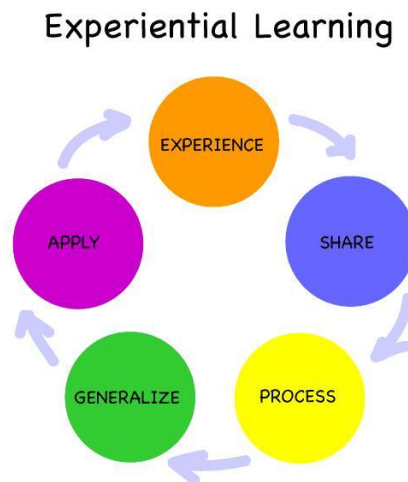 Experiential Learning
EXPERIENCE
SHARE
PROCESS
GENERALIZE
APPLY